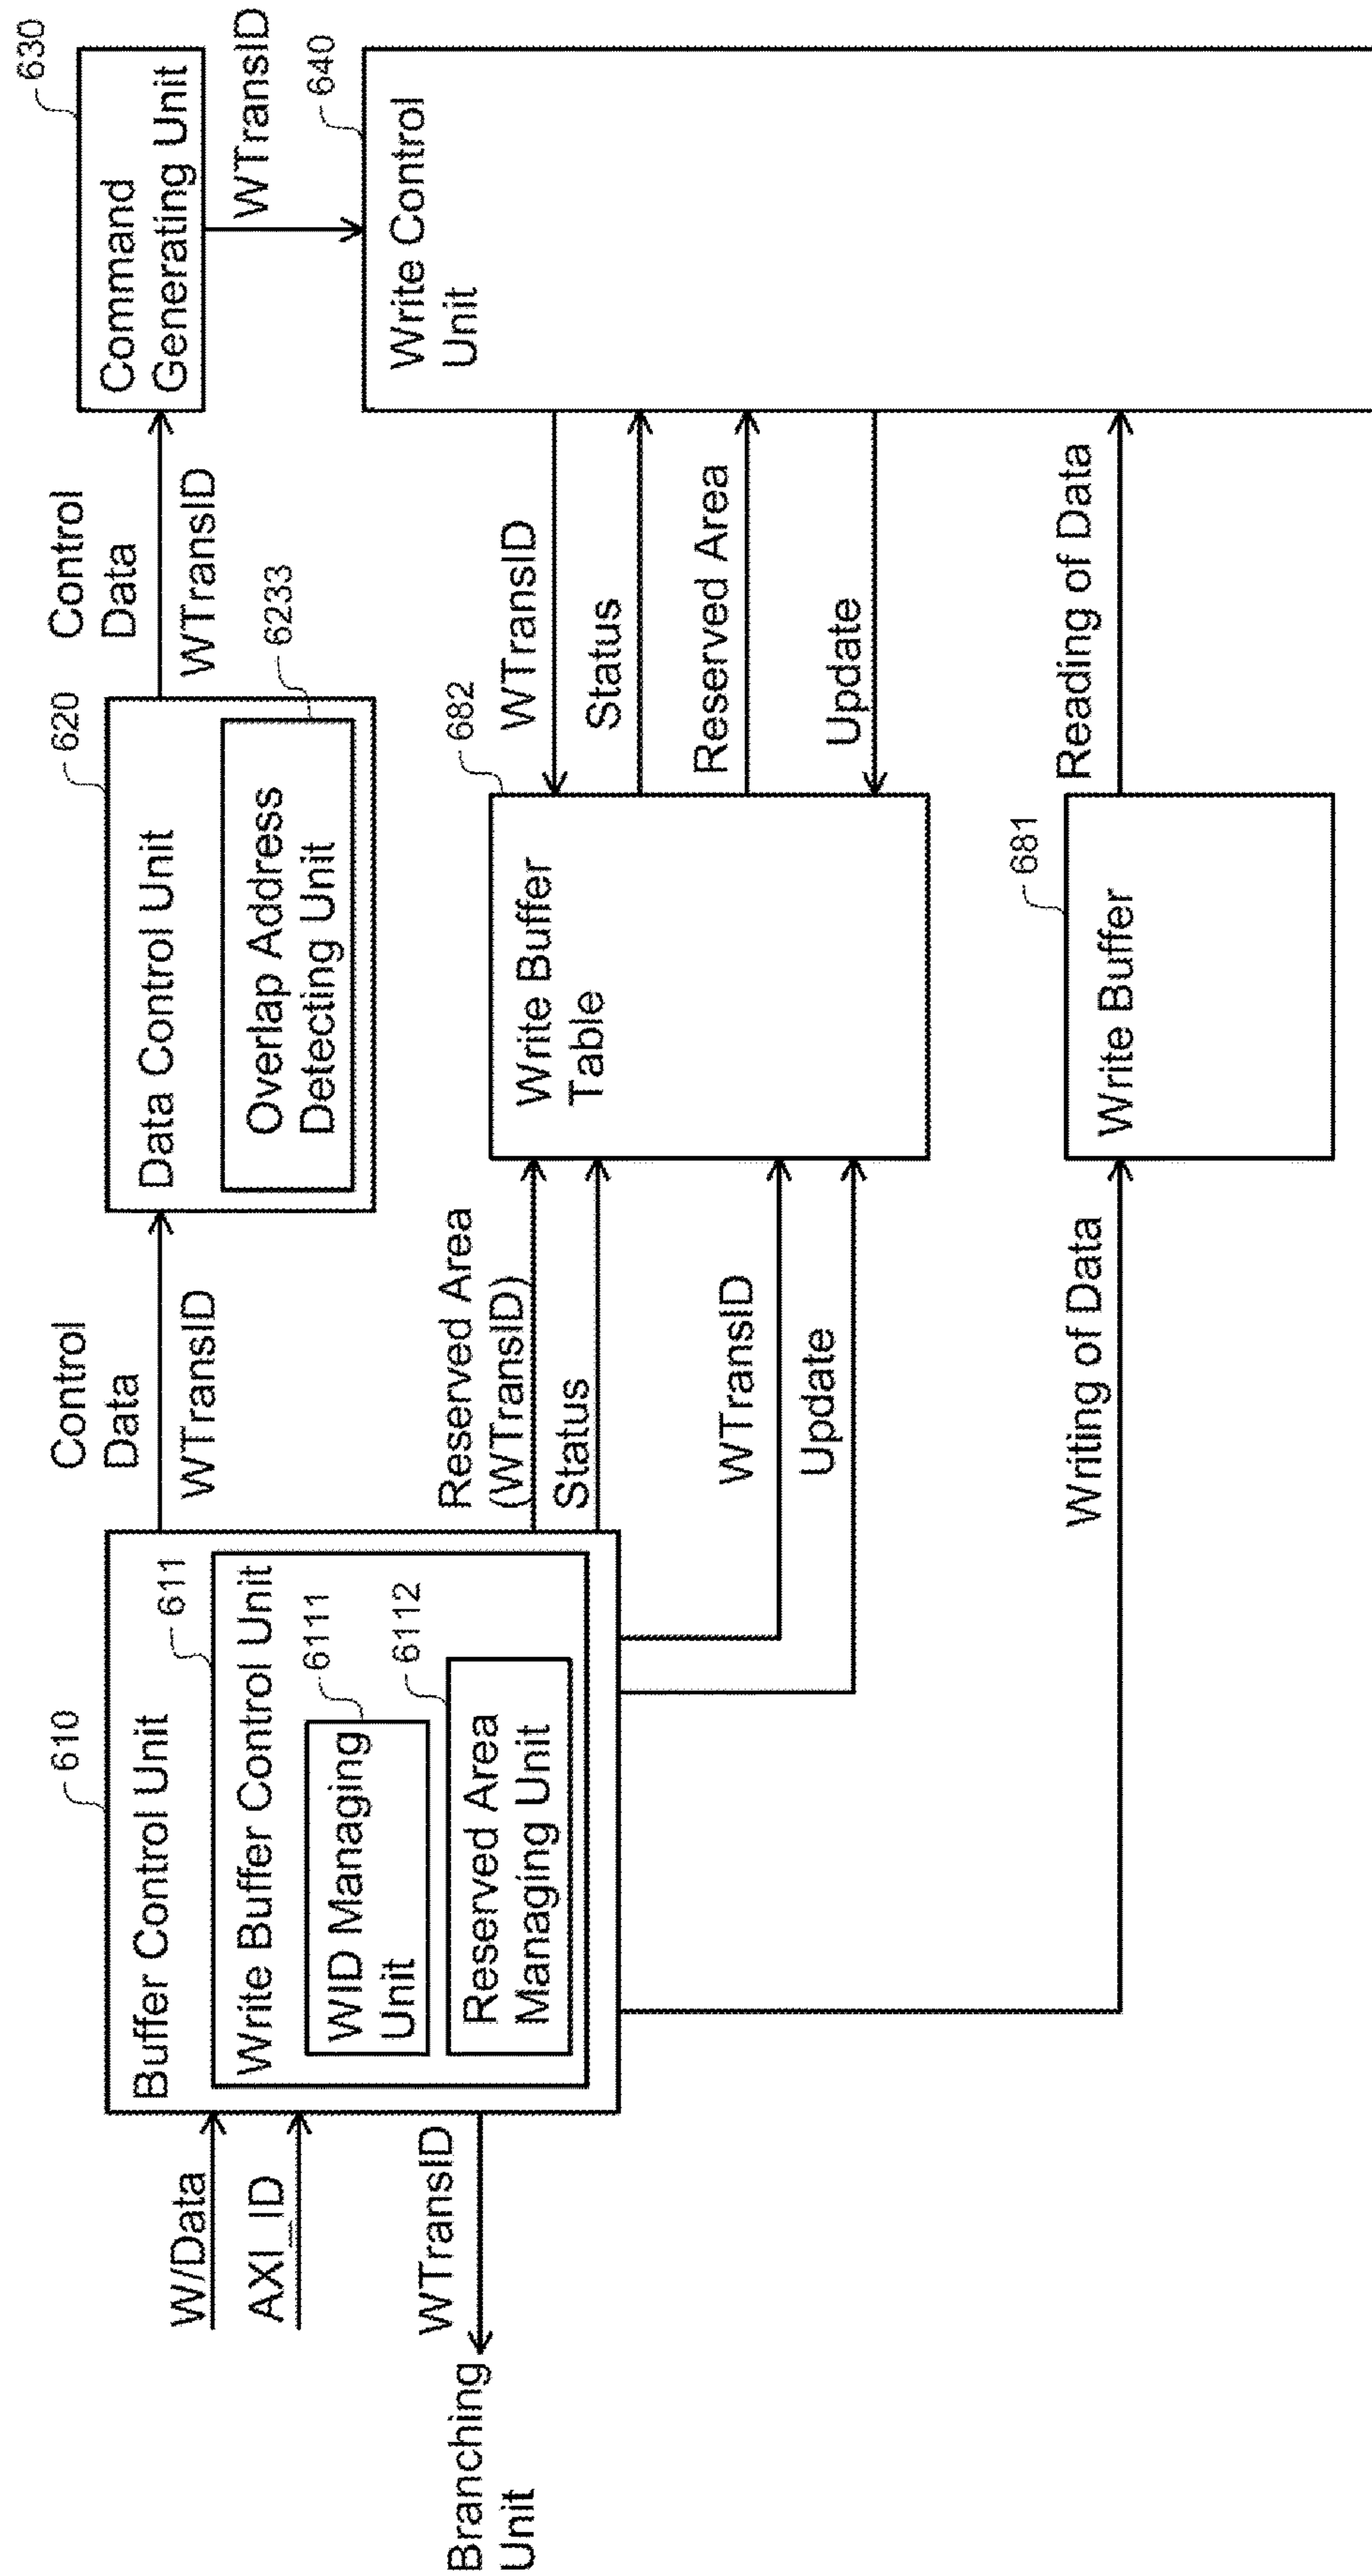 W/Data
AXI_ID
WTransID
Branching
Unit
610
Buffer Control Unit
611
Write Buffer Control Unit
6111
WID Managing
Unit
6112
Reserved Area
Managing Unit
Control
Data
WTransID
Reserved Area
(WTransID)
Status
WTransID
Update
Writing of Data
620
Data Control Unit
6233
Overlap Address
Detecting Unit
682
Write Buffer
Table
681
Write Buffer
Control
Data
WTransID
WTransID
Status
Reserved Area
Update
Reading of Data
630
Command
Generating Unit
WTransID
640
Write Control
Unit